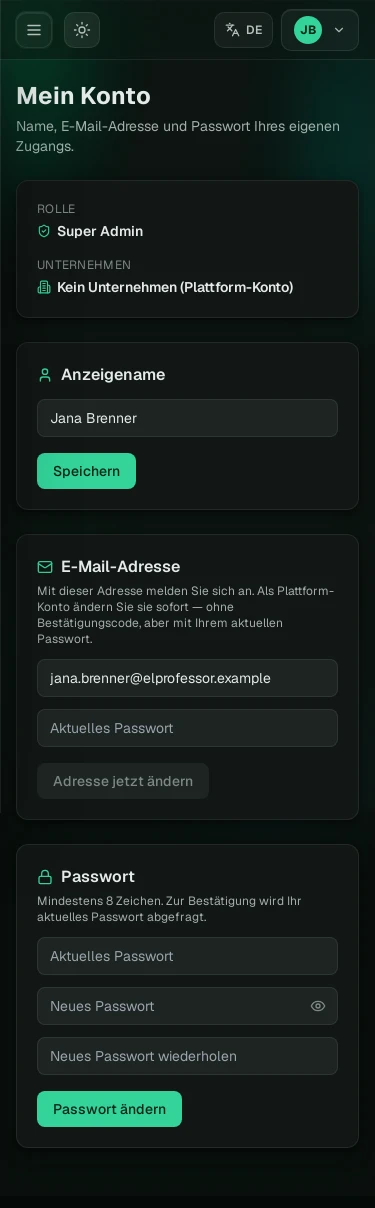 DE
JB
Mein Konto
Name, E-Mail-Adresse und Passwort Ihres eigenen
Zugangs.
ROLLE
Super Admin
UNTERNEHMEN
Kein Unternehmen (Plattform-Konto)
Anzeigename
Jana Brenner
Speichern
E-Mail-Adresse
Mit dieser Adresse melden Sie sich an. Als Plattform-
Konto ändern Sie sie sofort — ohne
Bestätigungscode, aber mit Ihrem aktuellen
Passwort.
jana.brenner@elprofessor.example
Aktuelles Passwort
Adresse jetzt ändern
Passwort
Mindestens 8 Zeichen. Zur Bestätigung wird Ihr
aktuelles Passwort abgefragt.
Aktuelles Passwort
Neues Passwort
Neues Passwort wiederholen
Passwort ändern